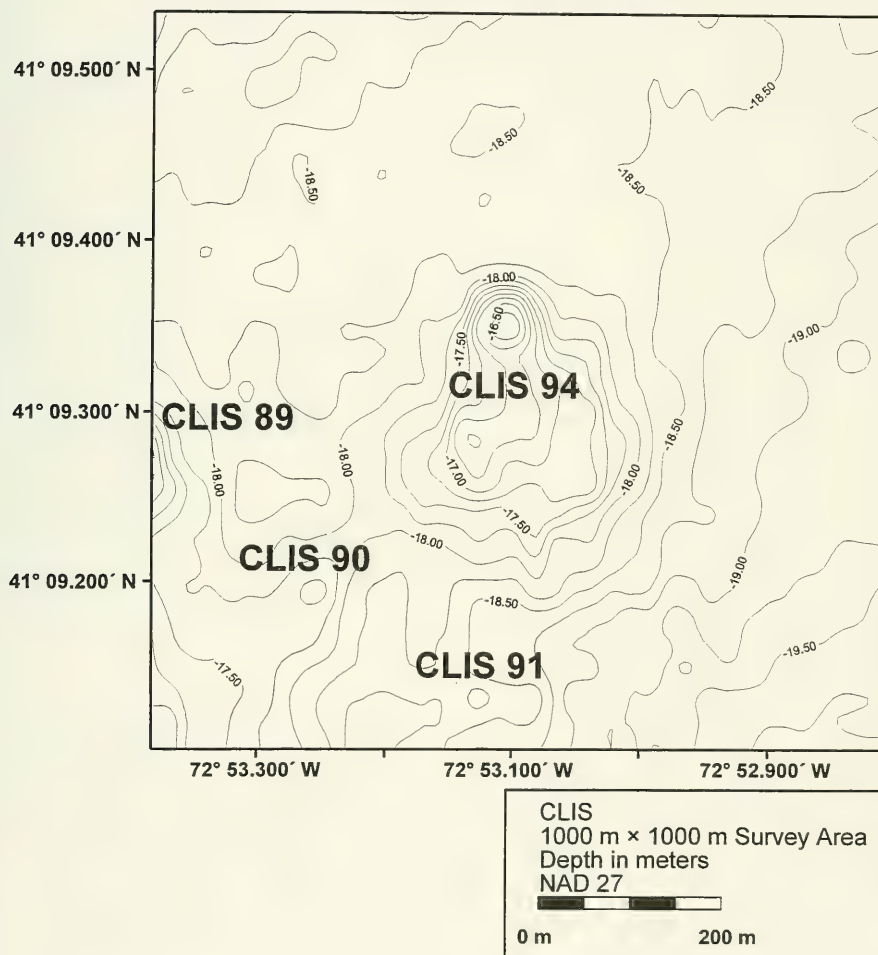 41° 09.500´ N
-18.50
-18.50
-18.50
-18.50
41° 09.400´ N
-18.00
-16.50
-19.00
-17.50
CLIS 94
41° 09.300´ N
CLIS 89
-18.50
-18.00
-18.00
-17.00
-18.00
-17.50
-18.00
CLIS 90
-19.00
41° 09.200´ N
-18.50
-19.50
CLIS 91
-17.50
72° 53.300´ W
72° 53.100´ W
72° 52.900´ W
CLIS
1000 m × 1000 m Survey Area
Depth in meters
NAD 27
0 m
200 m